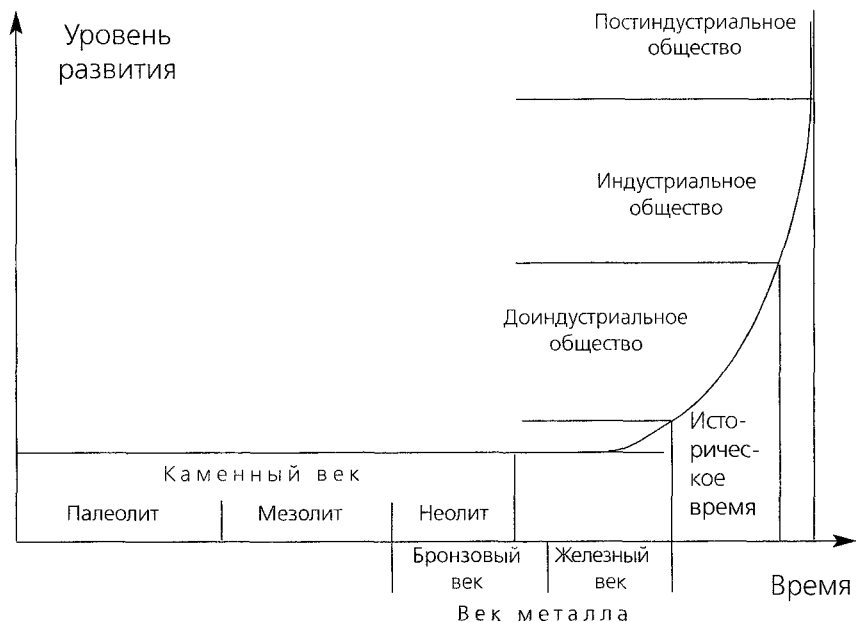 Уровень
развития
Постиндустриальное
общество
Индустриальное
общество
Доиндустриальное
общество
Исто-
ричес-
кое
время
Каменный век
Палеолит
Мезолит
Неолит
Бронзовый
век
Железный
век
Время
Век металла